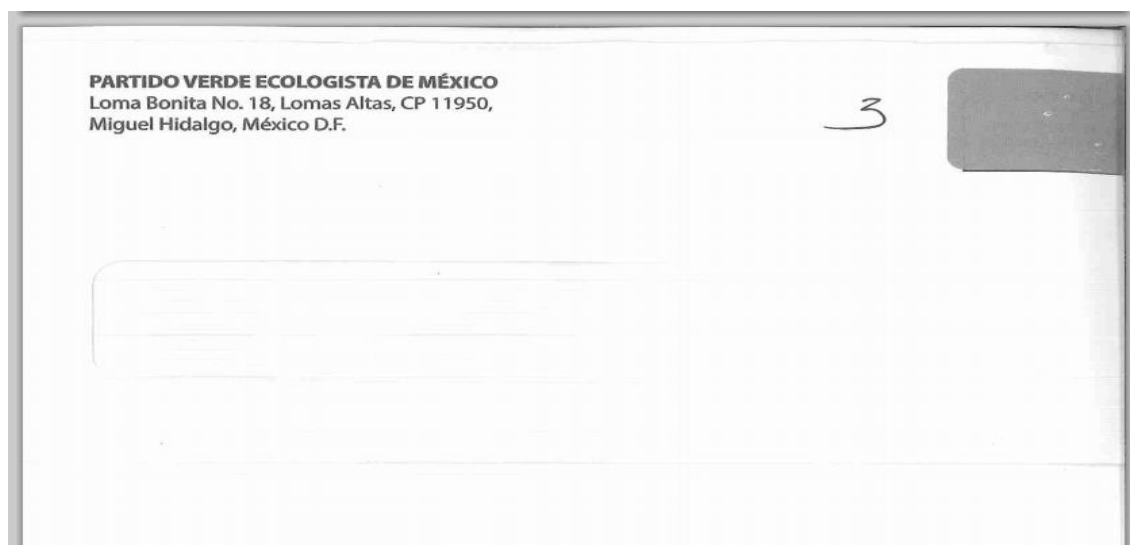 PARTIDO VERDE ECOLOGISTA DE MÉXICO
Loma Bonita No. 18, Lomas Altas, CP 11950,
Miguel Hidalgo, México D.F.
3